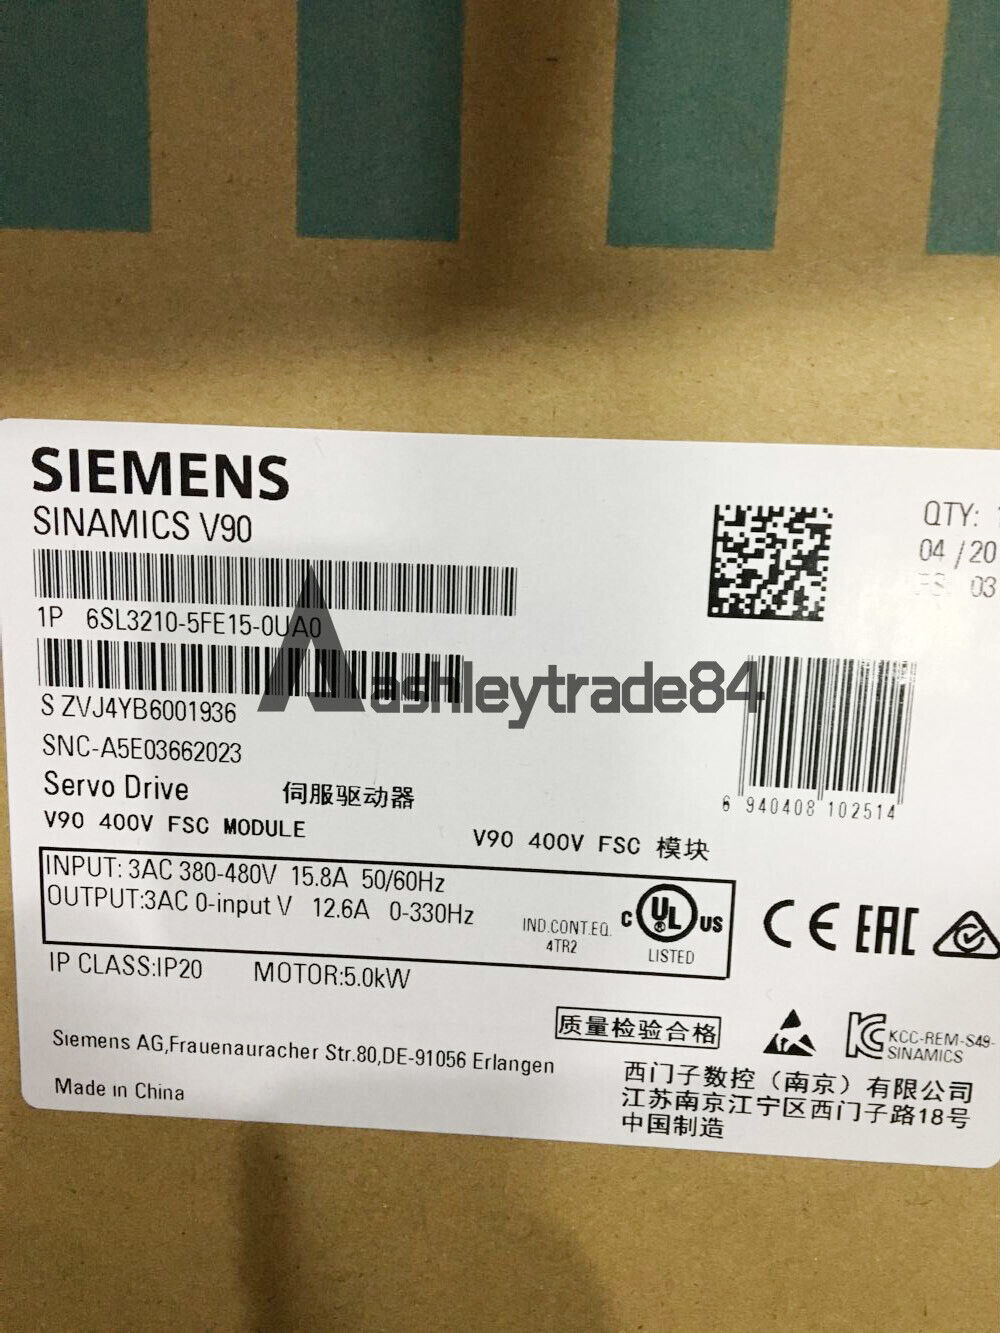 SIEMENS
SINAMICS V90
QTY:
04 /20
03
1P 6SL3210-5FE15-0UA0
S ZVJ4YB6001936
ashleytrade84
SNC-A5E03662023
6 940408 102514
Servo Drive 伺服驱动器
V90 400V FSC MODULE V90 400V FSC 模块
INPUT: 3AC 380-480V 15.8A 50/60Hz
OUTPUT:3AC 0-input V 12.6A 0-330Hz
IND.CONT.EQ.
4TR2
C UL ® US
LISTED
CE EAC
IP CLASS:IP20 MOTOR:5.0kW
质量检验合格
KCC-REM-S49-
SINAMICS
Siemens AG,Frauenauracher Str.80,DE-91056 Erlangen
Made in China
西门子数控（南京）有限公司
江苏南京江宁区西门子路18号
中国制造